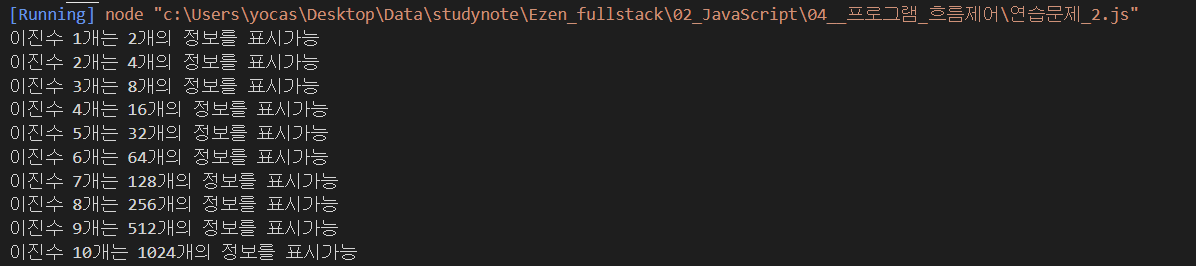 [Running] node "c:\Users\yocas\Desktop\Data\studynote\Ezen_fullstack\02_JavaScript\04__프로그램_흐름제어\연습문제_2.js"
이진수 1개는 2개의 정보를 표시가능
이진수 2개는 4개의 정보를 표시가능
이진수 3개는 8개의 정보를 표시가능
이진수 4개는 16개의 정보를 표시가능
이진수 5개는 32개의 정보를 표시가능
이진수 6개는 64개의 정보를 표시가능
이진수 7개는 128개의 정보를 표시가능
이진수 8개는 256개의 정보를 표시가능
이진수 9개는 512개의 정보를 표시가능
이진수 10개는 1024개의 정보를 표시가능